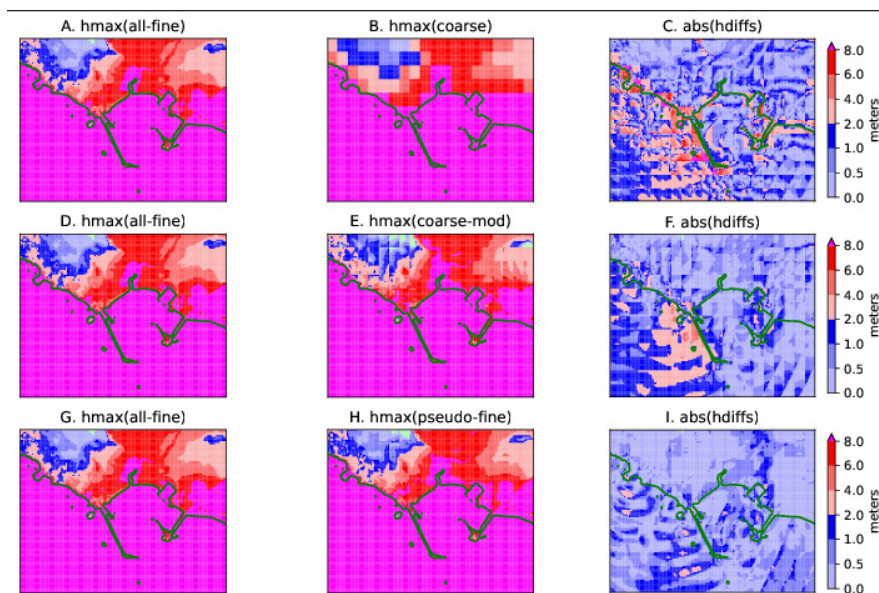 A. hmax(all-fine)
B. hmax(coarse)
C. abs(hdiffs)
8.0
6.0
4.0
2.0
1.0
0.5
0.0
meters
D. hmax(all-fine)
E. hmax(coarse-mod)
F. abs(hdiffs)
8.0
6.0
4.0
2.0
1.0
0.5
0.0
meters
G. hmax(all-fine)
H. hmax(pseudo-fine)
I. abs(hdiffs)
8.0
6.0
4.0
2.0
1.0
0.5
0.0
meters